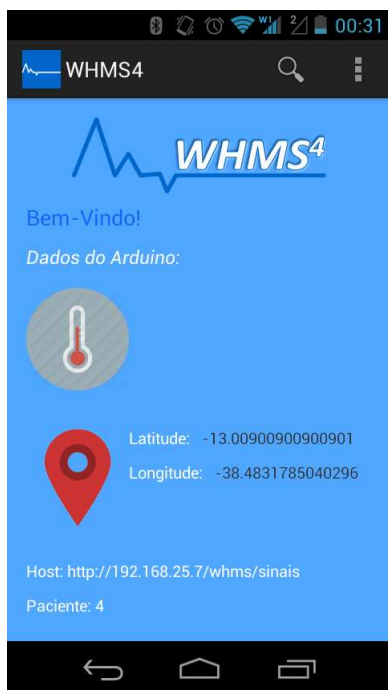 00:31
WHMS4
WHMS4
Bem-Vindo!
Dados do Arduino:
Latitude: -13.00900900900901
Longitude: -38.4831785040296
Host: http://192.168.25.7/whms/sinais
Paciente: 4